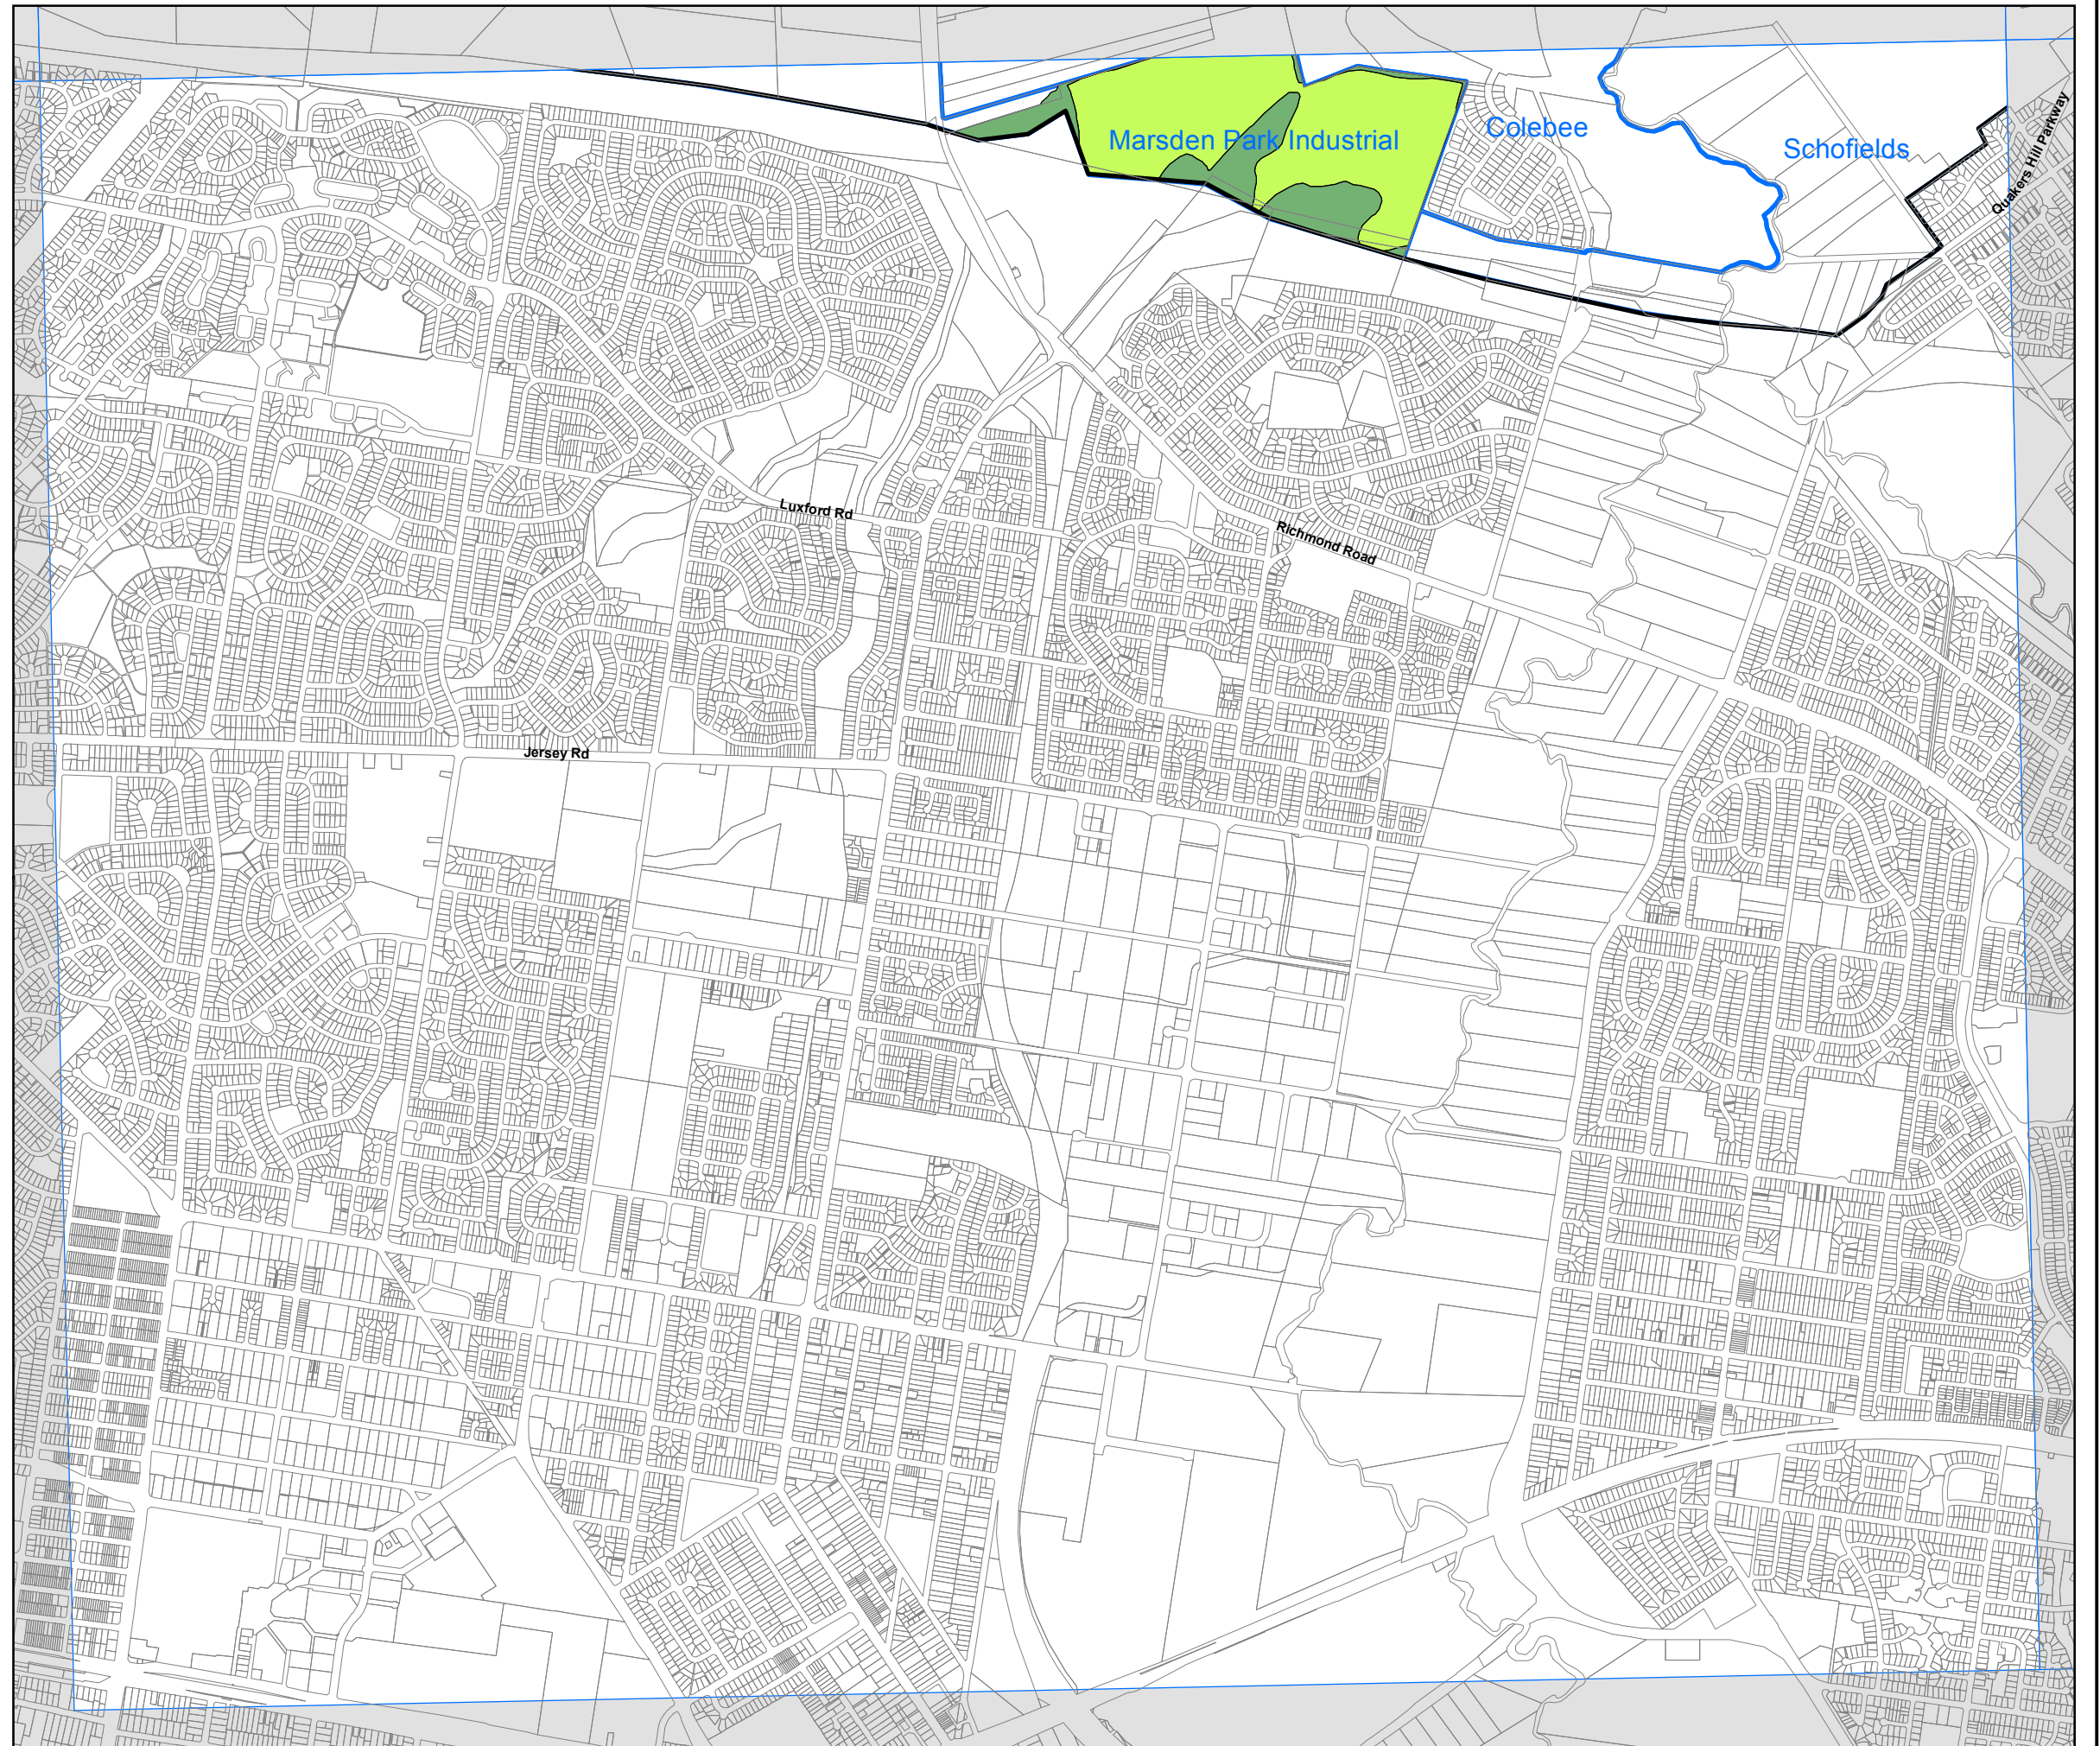 Marsden Park Industrial
Colebee
Schofields
Quakers Hill Parkway
Luxford Rd
Richmond Road
Jersey Rd